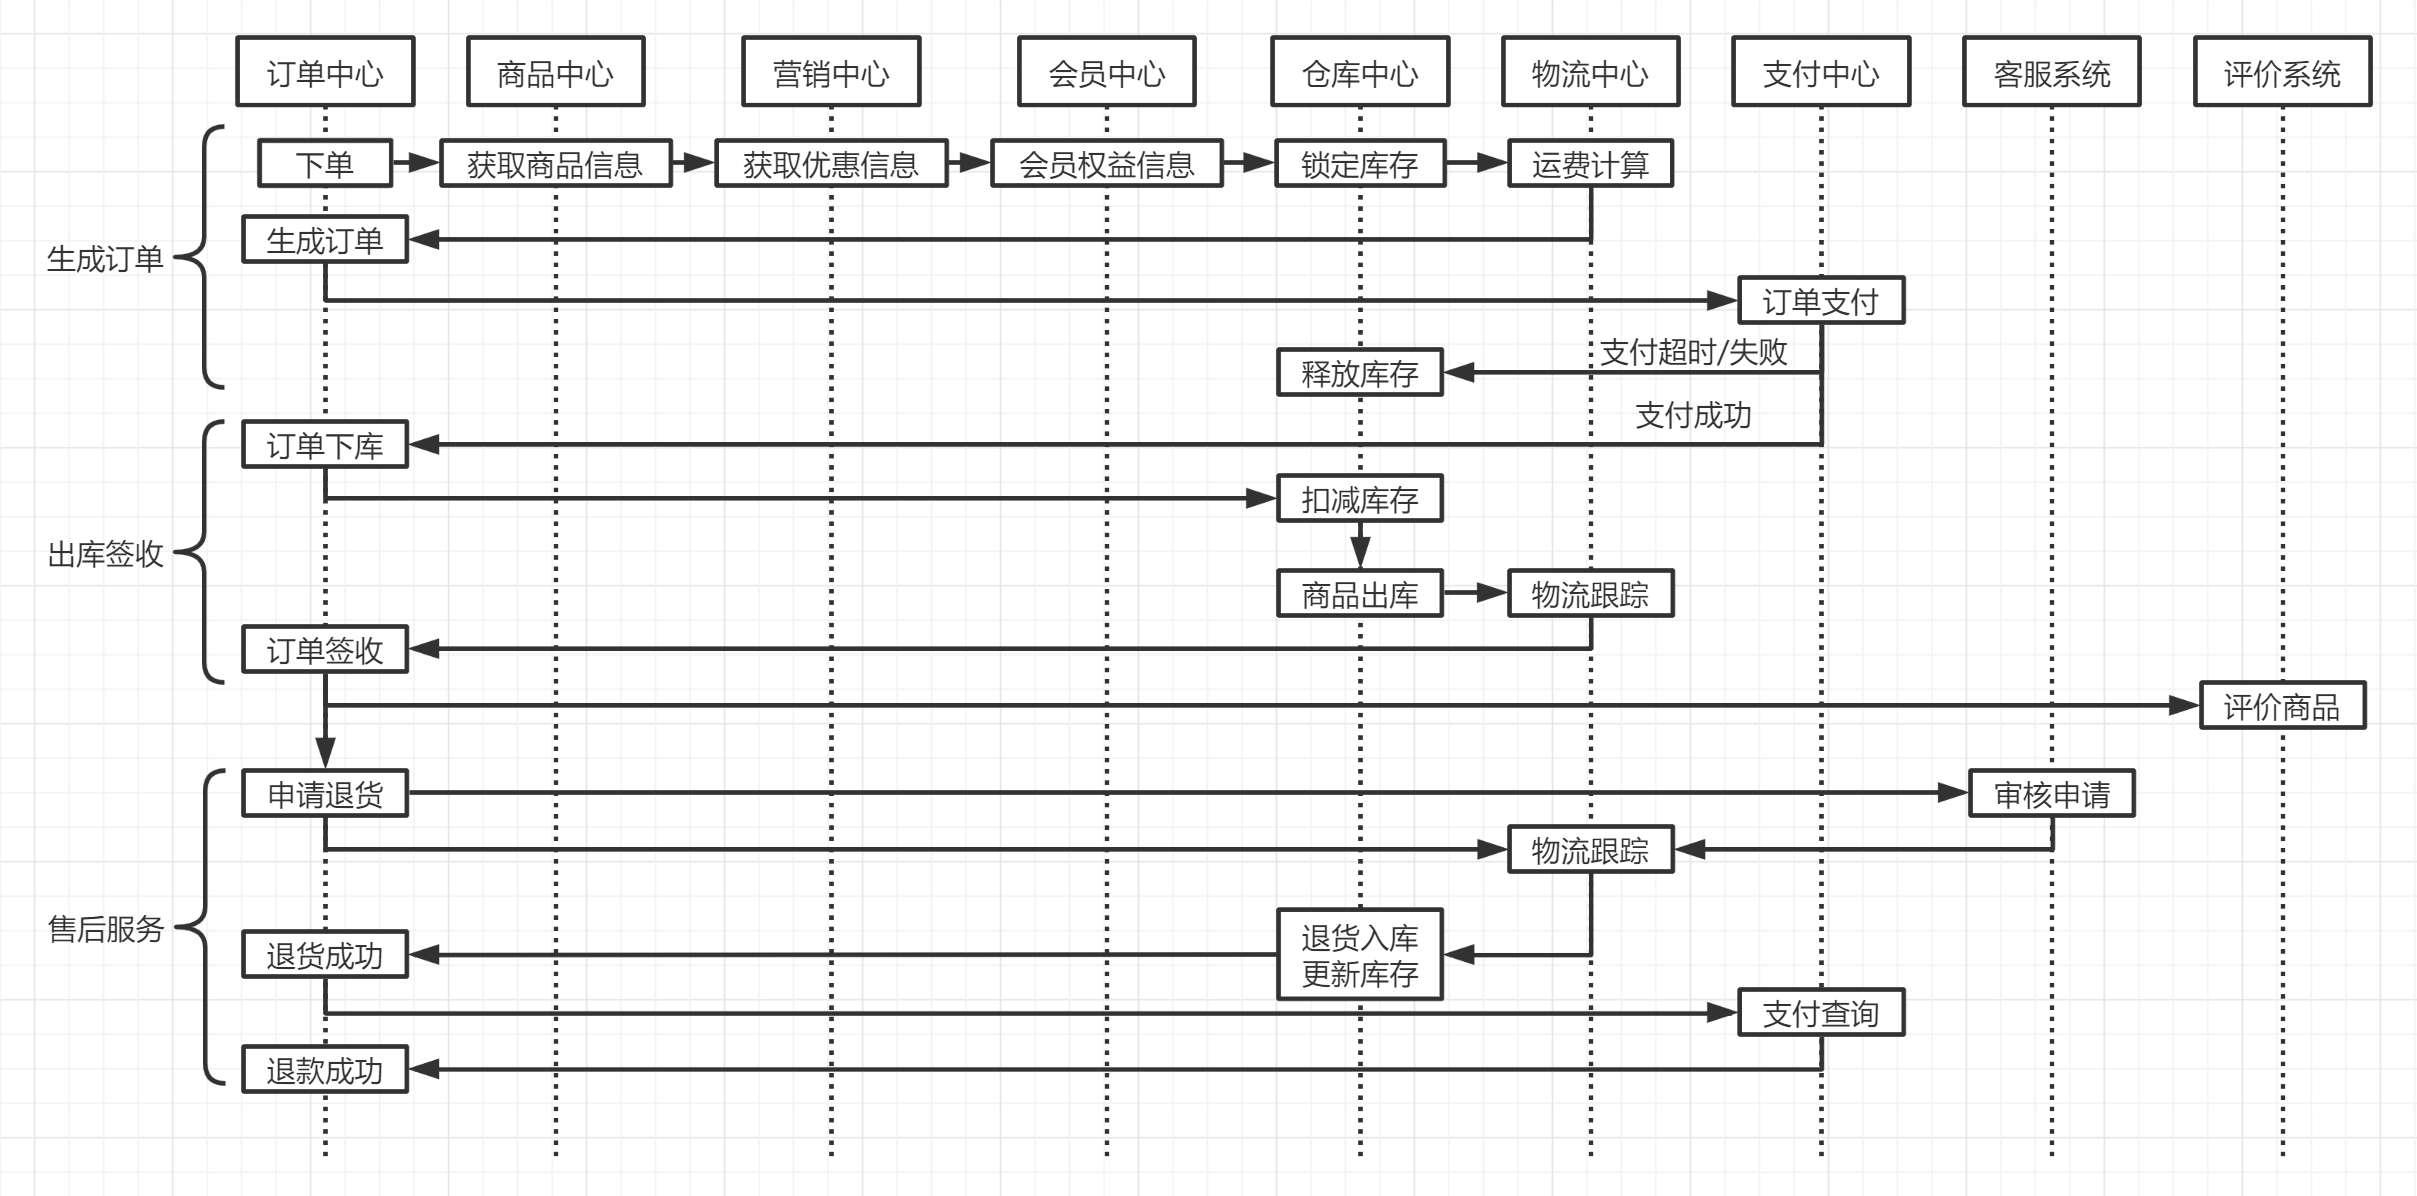 订单中心
商品中心
营销中心
会员中心
仓库中心
物流中心
支付中心
客服系统
评价系统
下单
获取商品信息
获取优惠信息
会员权益信息
锁定库存
运费计算
生成订单
生成订单
订单支付
支付超时/失败
释放库存
支付成功
订单下库
扣减库存
出库签收
商品出库
物流跟踪
订单签收
评价商品
申请退货
审核申请
物流跟踪
售后服务
退货入库
更新库存
退货成功
支付查询
退款成功